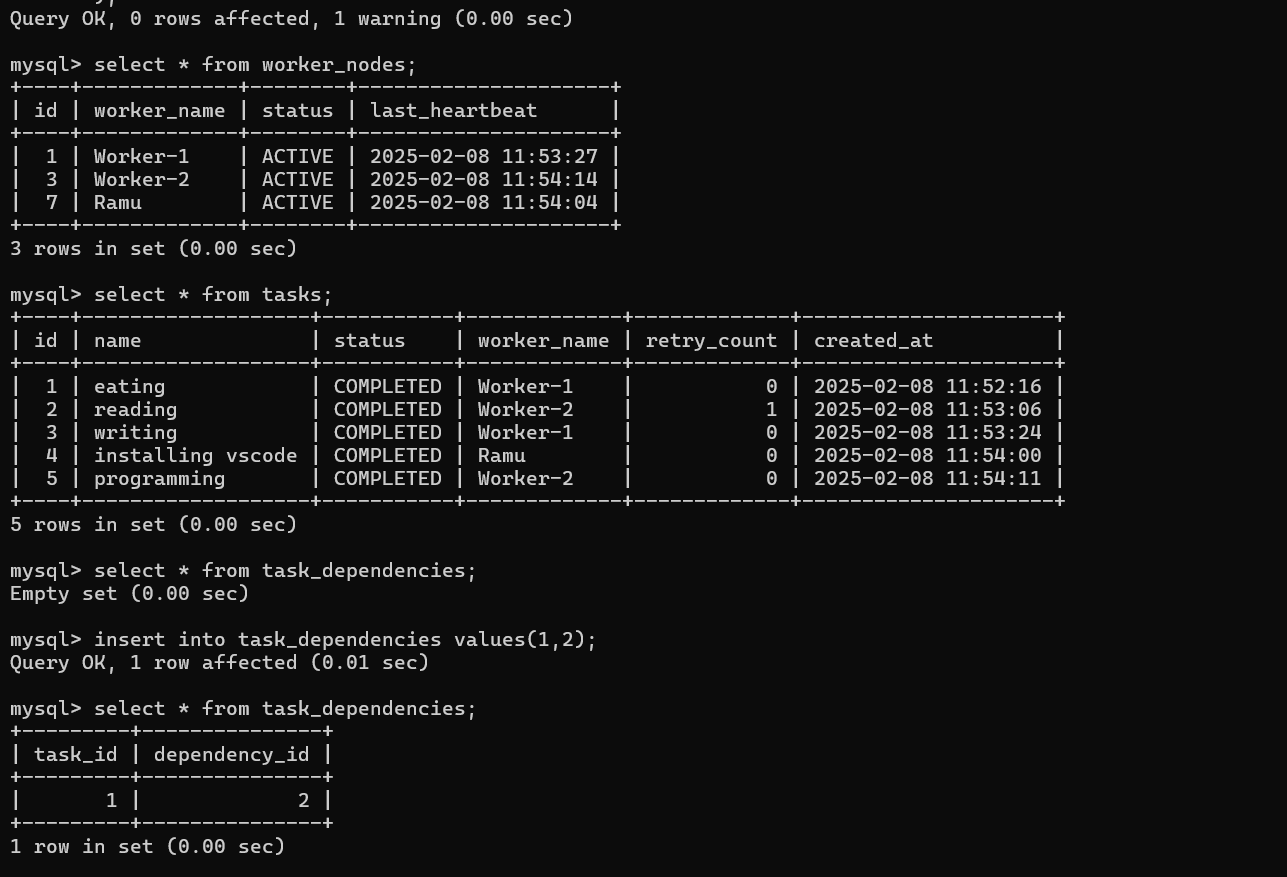 Query OK, 0 rows affected, 1 warning (0.00 sec)
mysql> select * from worker_nodes;
+----+-------------+--------+---------------------+
| id | worker_name | status | last_heartbeat      |
+----+-------------+--------+---------------------+
|  1 | Worker-1    | ACTIVE | 2025-02-08 11:53:27 |
|  3 | Worker-2    | ACTIVE | 2025-02-08 11:54:14 |
|  7 | Ramu        | ACTIVE | 2025-02-08 11:54:04 |
+----+-------------+--------+---------------------+
3 rows in set (0.00 sec)
mysql> select * from tasks;
+----+-------------------+-----------+-------------+-------------+---------------------+
| id | name              | status    | worker_name | retry_count | created_at          |
+----+-------------------+-----------+-------------+-------------+---------------------+
|  1 | eating            | COMPLETED | Worker-1    |           0 | 2025-02-08 11:52:16 |
|  2 | reading           | COMPLETED | Worker-2    |           1 | 2025-02-08 11:53:06 |
|  3 | writing           | COMPLETED | Worker-1    |           0 | 2025-02-08 11:53:24 |
|  4 | installing vscode | COMPLETED | Ramu        |           0 | 2025-02-08 11:54:00 |
|  5 | programming       | COMPLETED | Worker-2    |           0 | 2025-02-08 11:54:11 |
+----+-------------------+-----------+-------------+-------------+---------------------+
5 rows in set (0.00 sec)
mysql> select * from task_dependencies;
Empty set (0.00 sec)
mysql> insert into task_dependencies values(1,2);
Query OK, 1 row affected (0.01 sec)
mysql> select * from task_dependencies;
+---------+---------------+
| task_id | dependency_id |
+---------+---------------+
|       1 |             2 |
+---------+---------------+
1 row in set (0.00 sec)